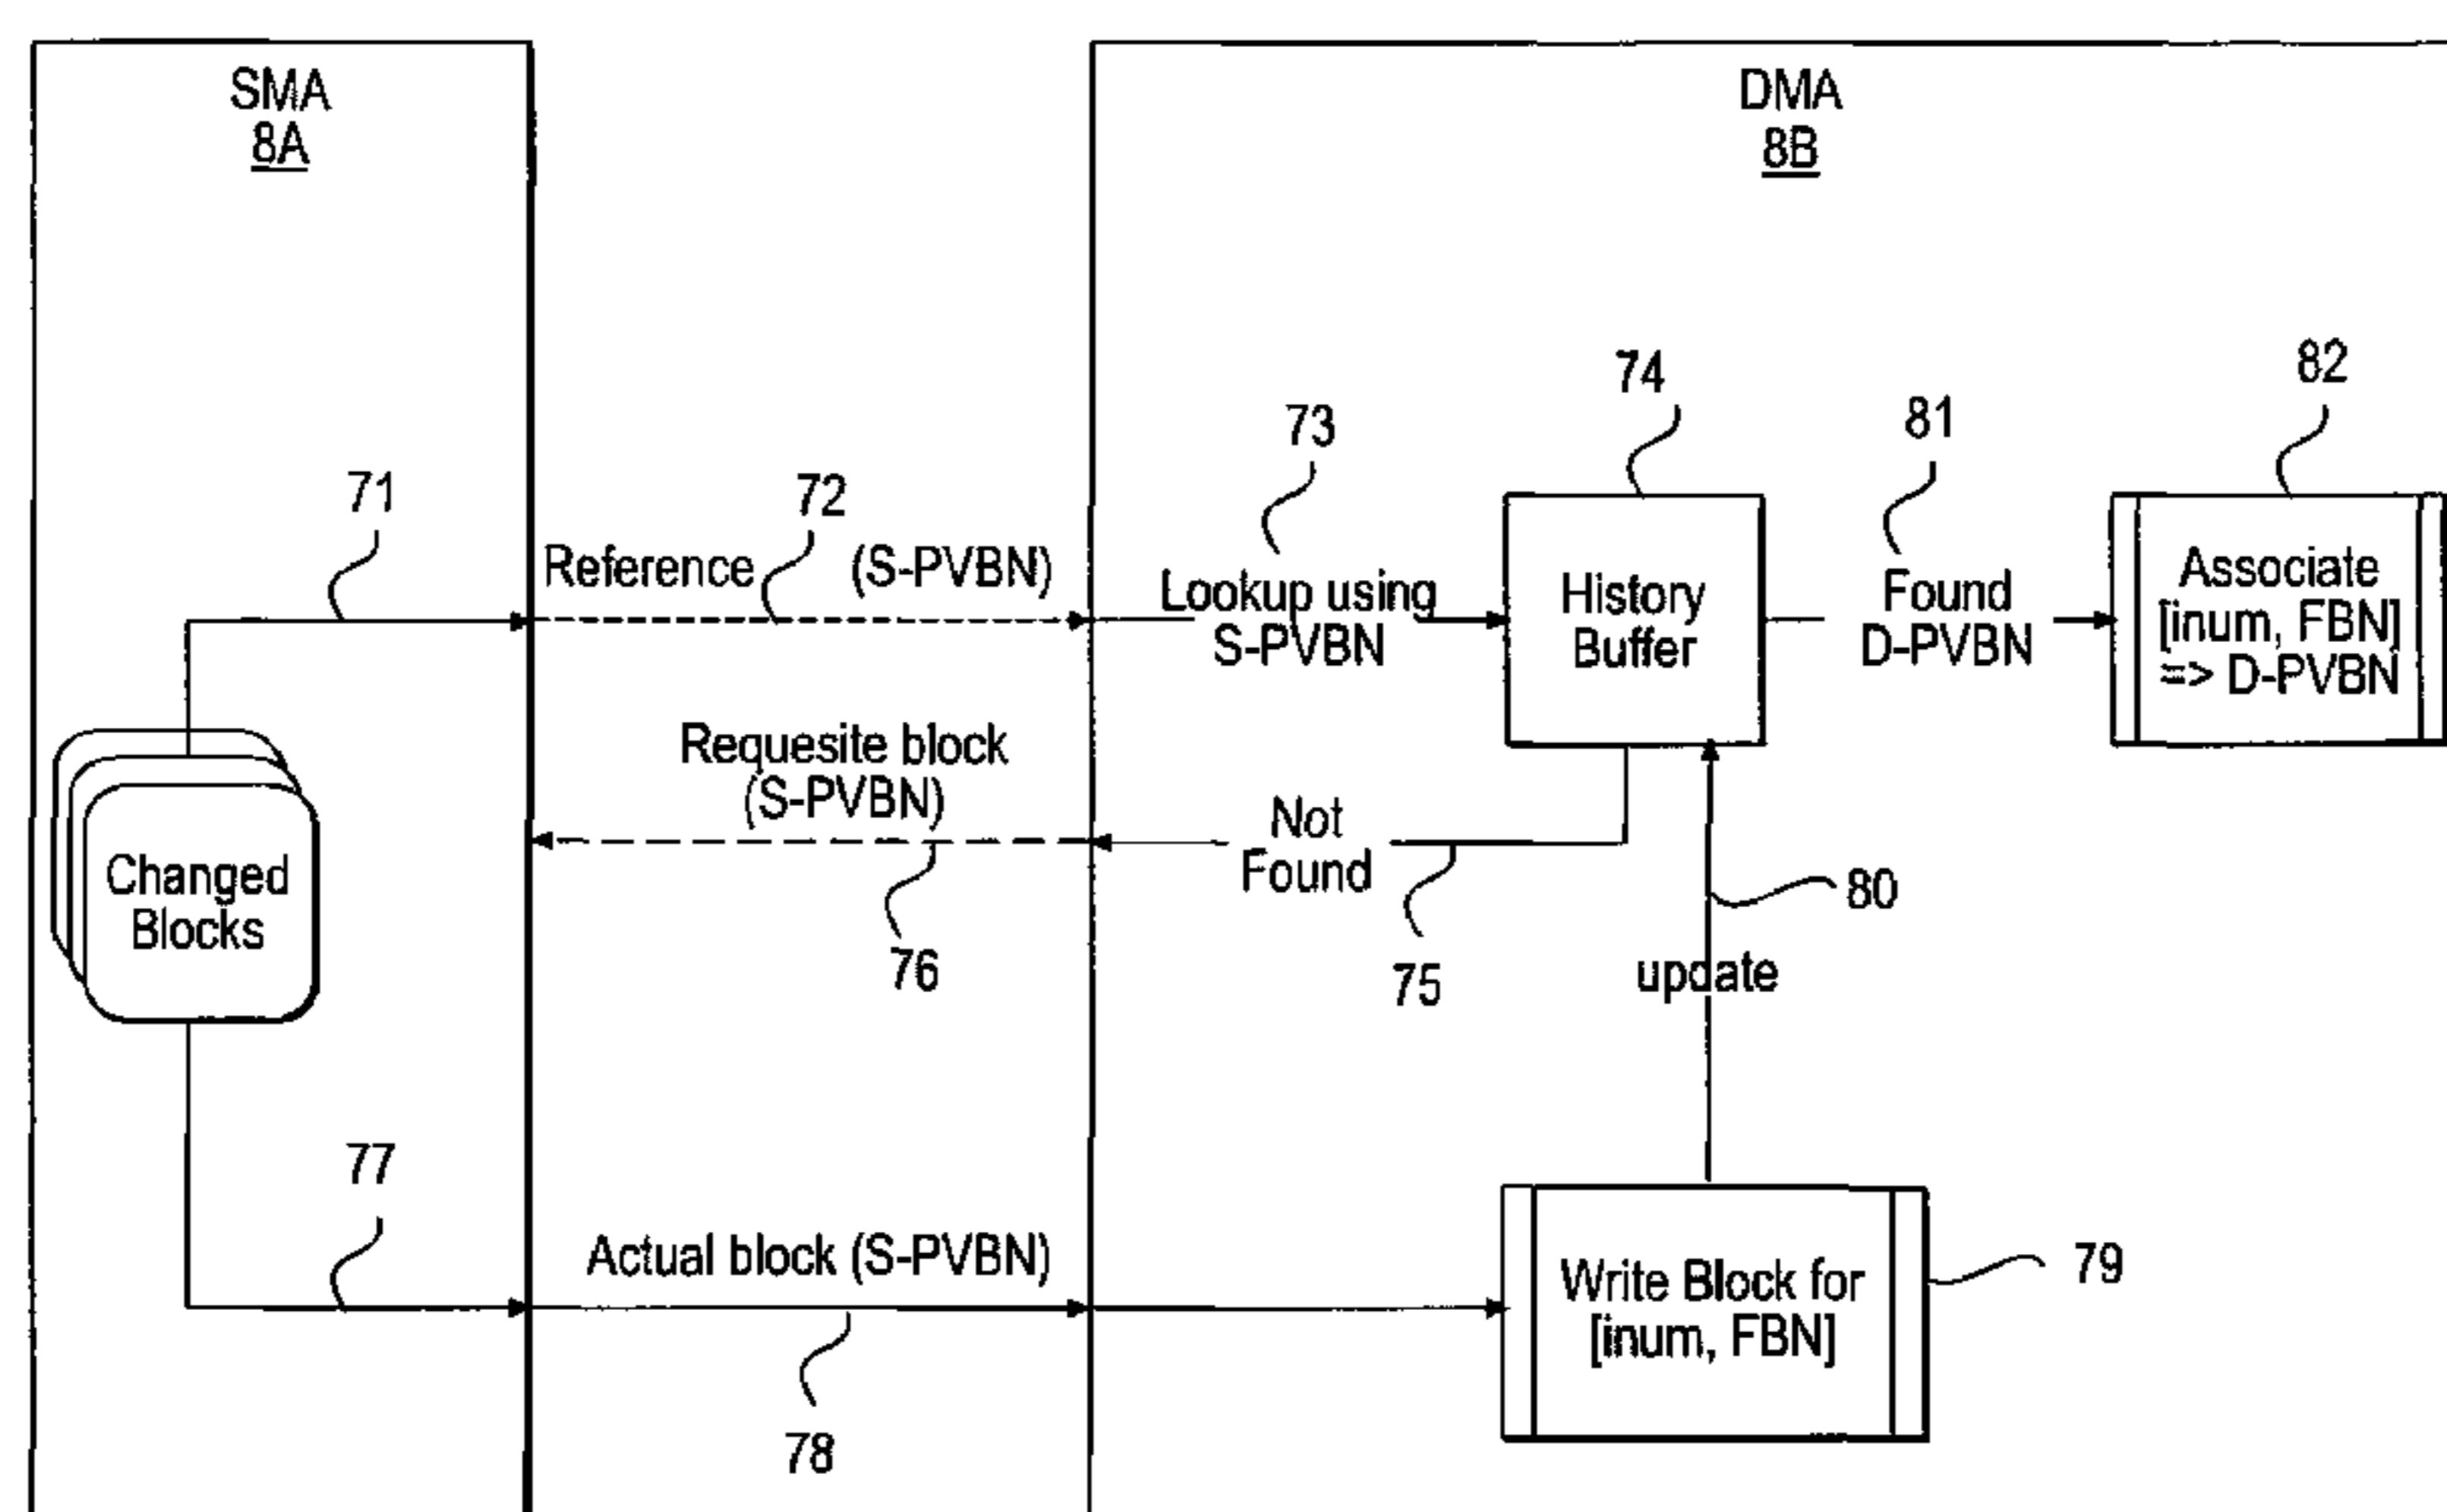 SMA
8A
DMA
8B
74
82
73
81
71
72
Reference (S-PVBN)
Lookup using
S-PVBN
History
Buffer
Found
D-PVBN
Associate
[inum, FBN]
=> D-PVBN
Requesite block
(S-PVBN)
Not
Found
Changed
Blocks
80
76
75
update
77
Actual block (S-PVBN)
Write Block for
[inum, FBN]
79
78